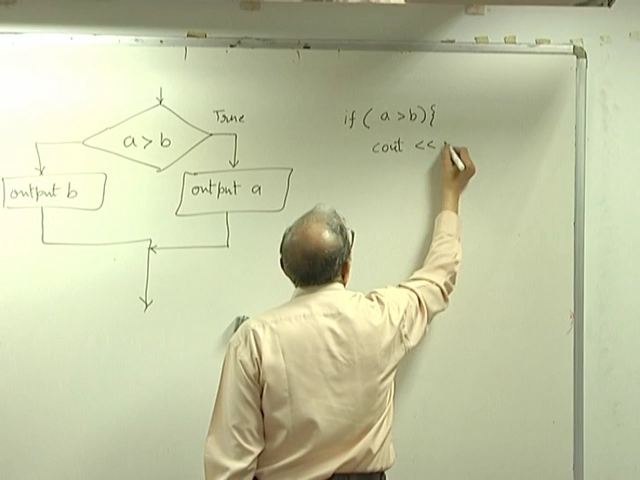 True
a > b
output b
output a
if ( a > b) {
cout <<